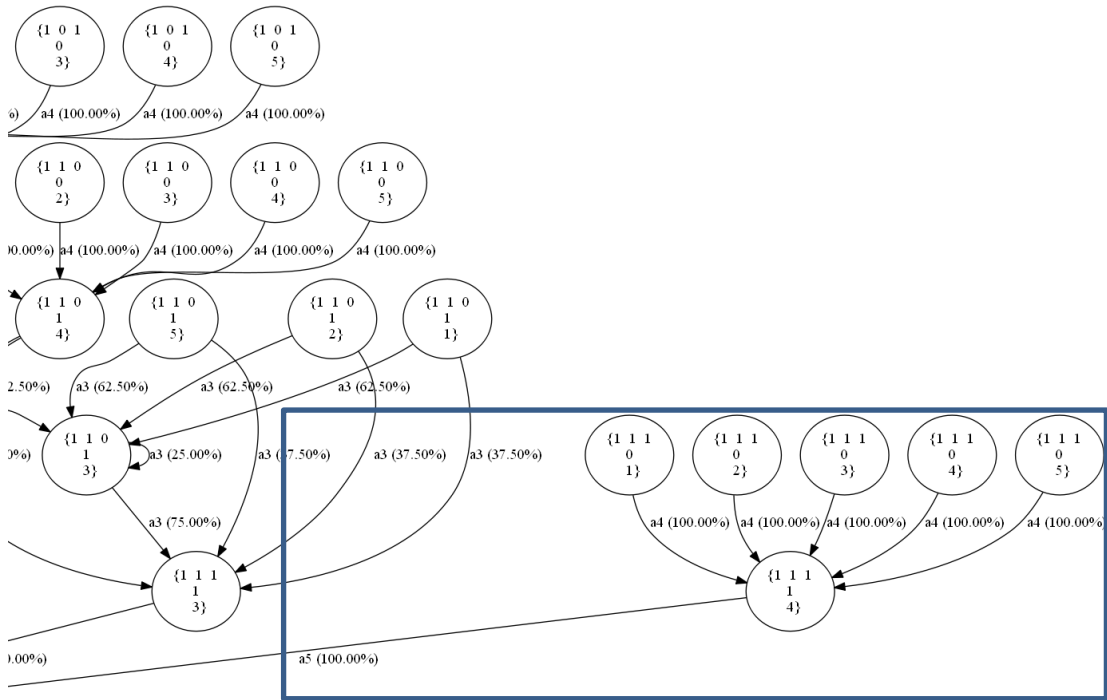 {1 0 1
0
3}
{1 0 1
0
4}
{1 0 1
0
5}
%) a4 (100.00%) a4 (100.00%) a4 (100.00%)
{1 1 0
0
2}
{1 1 0
0
3}
{1 1 0
0
4}
{1 1 0
0
5}
00.00%) a4 (100.00%) a4 (100.00%) a4 (100.00%) a4 (100.00%)
{1 1 0
1
4}
{1 1 0
1
5}
{1 1 0
1
2}
{1 1 0
1
1}
2.50%) a3 (62.50%) a3 (62.50%) a3 (62.50%)
{1 1 0
1
3}
{1 1 1
0
1}
{1 1 1
0
2}
{1 1 1
0
3}
{1 1 1
0
4}
{1 1 1
0
5}
0%) a3 (25.00%) a3 (37.50%) a3 (37.50%) a3 (37.50%)
a3 (75.00%) a4 (100.00%) a4 (100.00%) a4 (100.00%) a4 (100.00%) a4 (100.00%)
{1 1 1
1
3}
{1 1 1
1
4}
0.00%) a5 (100.00%)